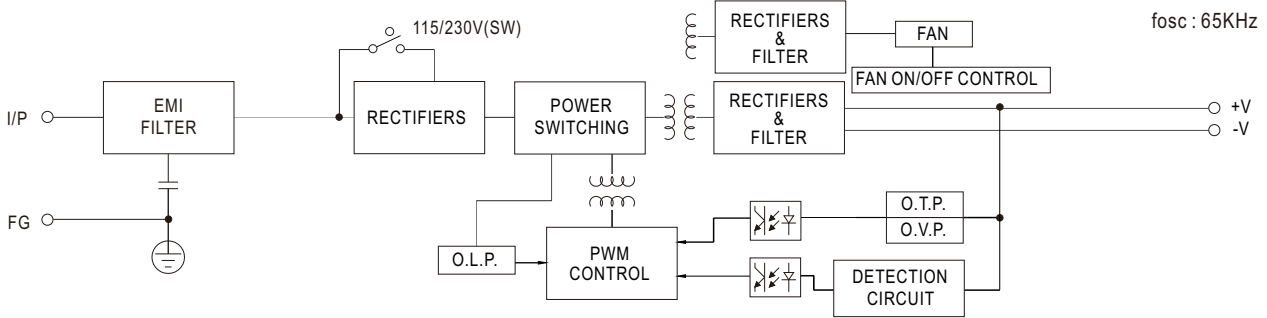 115/230V(SW)
RECTIFIERS
&
FILTER
FAN
fosc : 65KHz
FAN ON/OFF CONTROL
I/P
EMI
FILTER
RECTIFIERS
POWER
SWITCHING
RECTIFIERS
&
FILTER
+V
-V
FG
O.L.P.
PWM
CONTROL
O.T.P.
O.V.P.
DETECTION
CIRCUIT